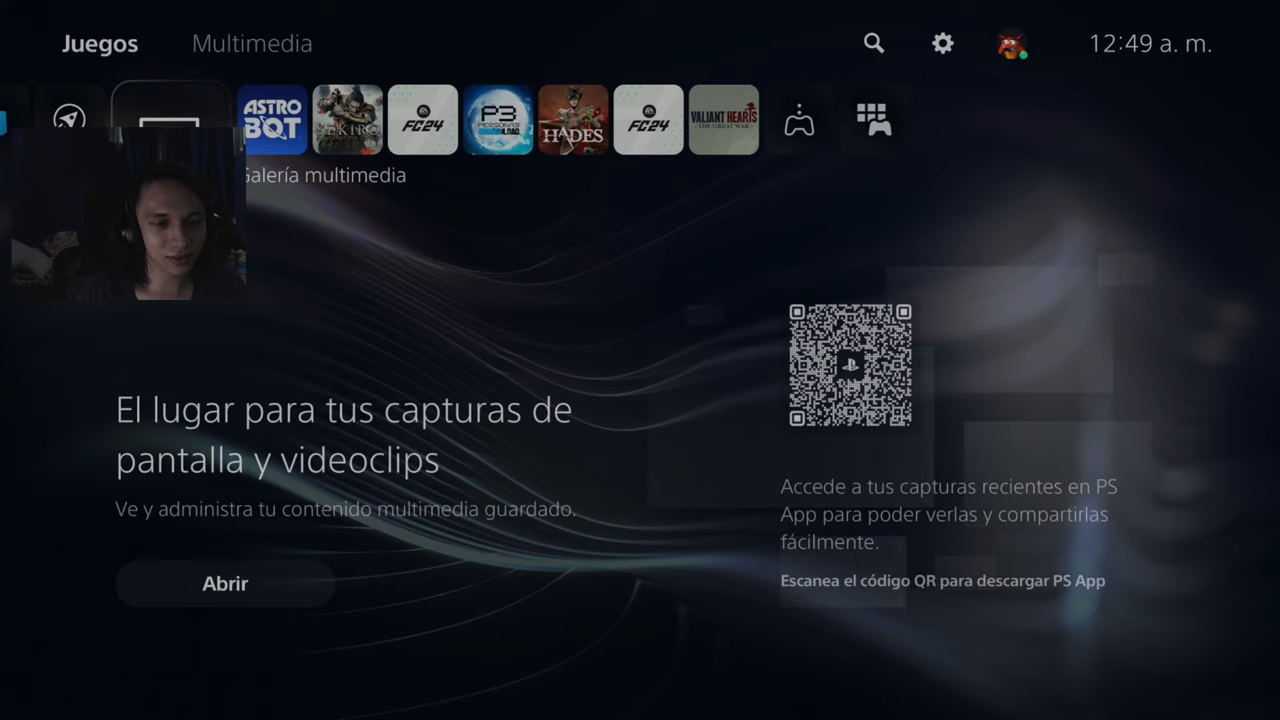 Juegos
Multimedia
12:49 a. m.
ASTRO
BOT
SEKIRO
FC24
P3
HADES
FC24
VALIANT HEARTS
THE GREAT WAR
Galería multimedia
El lugar para tus capturas de
pantalla y videoclips
Ve y administra tu contenido multimedia guardado.
Abrir
Accede a tus capturas recientes en PS
App para poder verlas y compartirlas
fácilmente.
Escanea el código QR para descargar PS App